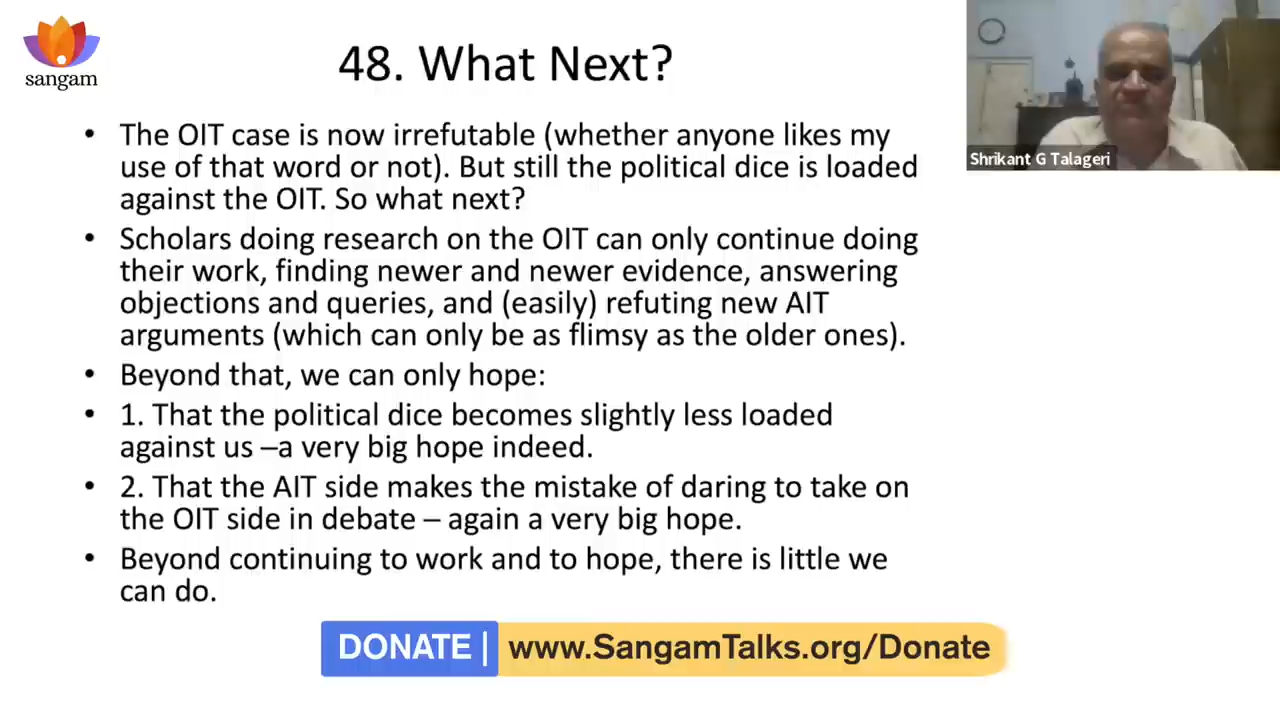 sangam
48. What Next?
• The OIT case is now irrefutable (whether anyone likes my
use of that word or not). But still the political dice is loaded
against the OIT. So what next?
• Scholars doing research on the OIT can only continue doing
their work, finding newer and newer evidence, answering
objections and queries, and (easily) refuting new AIT
arguments (which can only be as flimsy as the older ones).
• Beyond that, we can only hope:
• 1. That the political dice becomes slightly less loaded
against us –a very big hope indeed.
• 2. That the AIT side makes the mistake of daring to take on
the OIT side in debate – again a very big hope.
• Beyond continuing to work and to hope, there is little we
can do.
Shrikant G Talageri
DONATE | www.SangamTalks.org/Donate